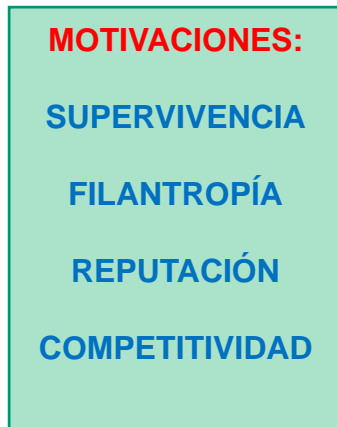 MOTIVACIONES:
SUPERVIVENCIA
FILANTROPÍA
REPUTACIÓN
COMPETITIVIDAD